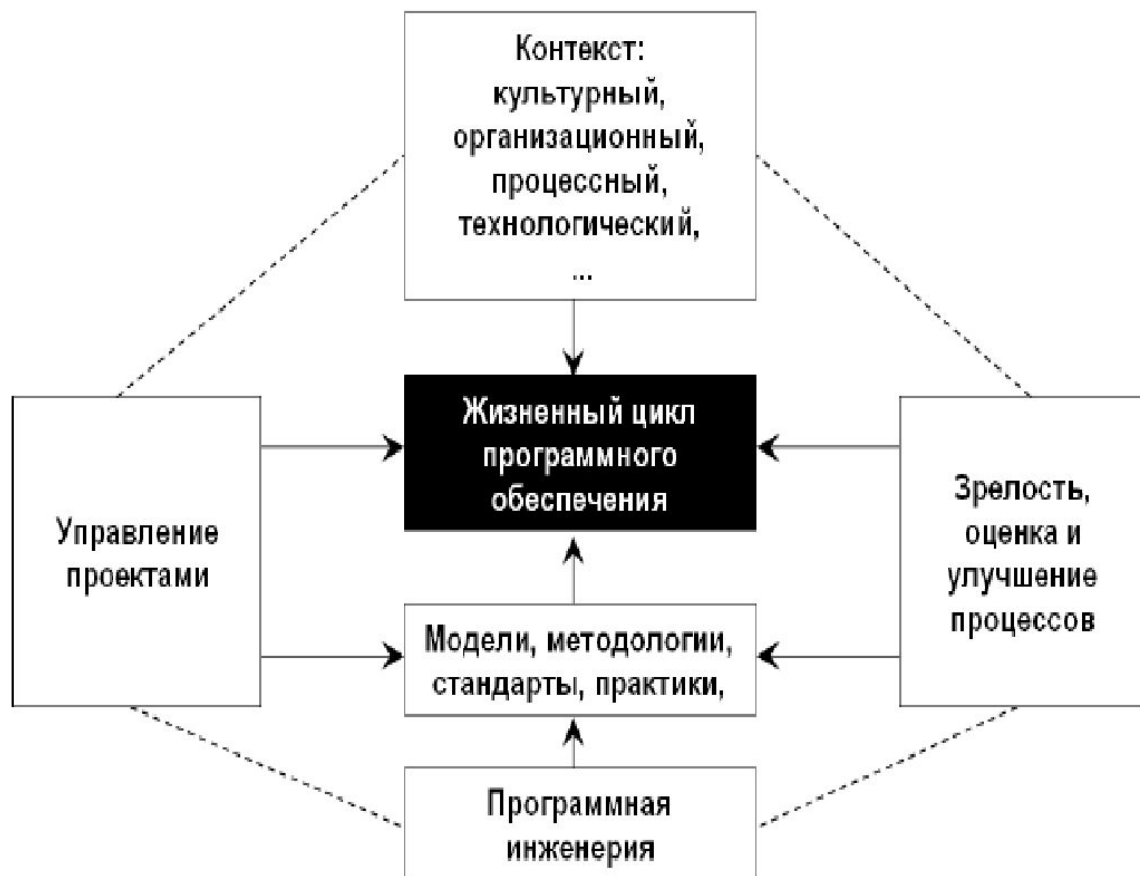 Контекст:
культурный,
организационный,
процессный,
технологический,
...
Жизненный цикл
программного
обеспечения
Управление
проектами
Зрелость,
оценка и
улучшение
процессов
Модели, методологии,
стандарты, практики,
Программная
инженерия